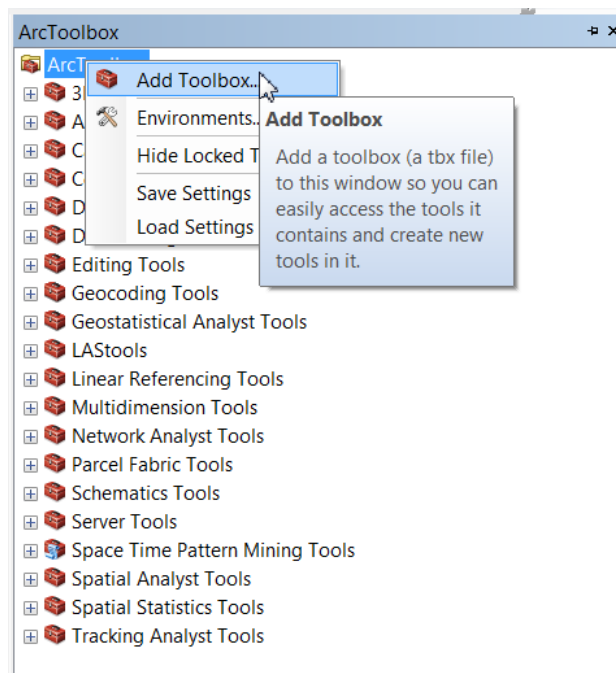 ArcToolbox
ArcT
Add Toolbox...
3
A
Environments..
Add Toolbox
Add a toolbox (a tbx file)
to this window so you can
easily access the tools it
contains and create new
tools in it.
C
Hide Locked T
C
Save Settings
D
Load Settings
D
Editing Tools
Geocoding Tools
Geostatistical Analyst Tools
LAStools
Linear Referencing Tools
Multidimension Tools
Network Analyst Tools
Parcel Fabric Tools
Schematics Tools
Server Tools
Space Time Pattern Mining Tools
Spatial Analyst Tools
Spatial Statistics Tools
Tracking Analyst Tools